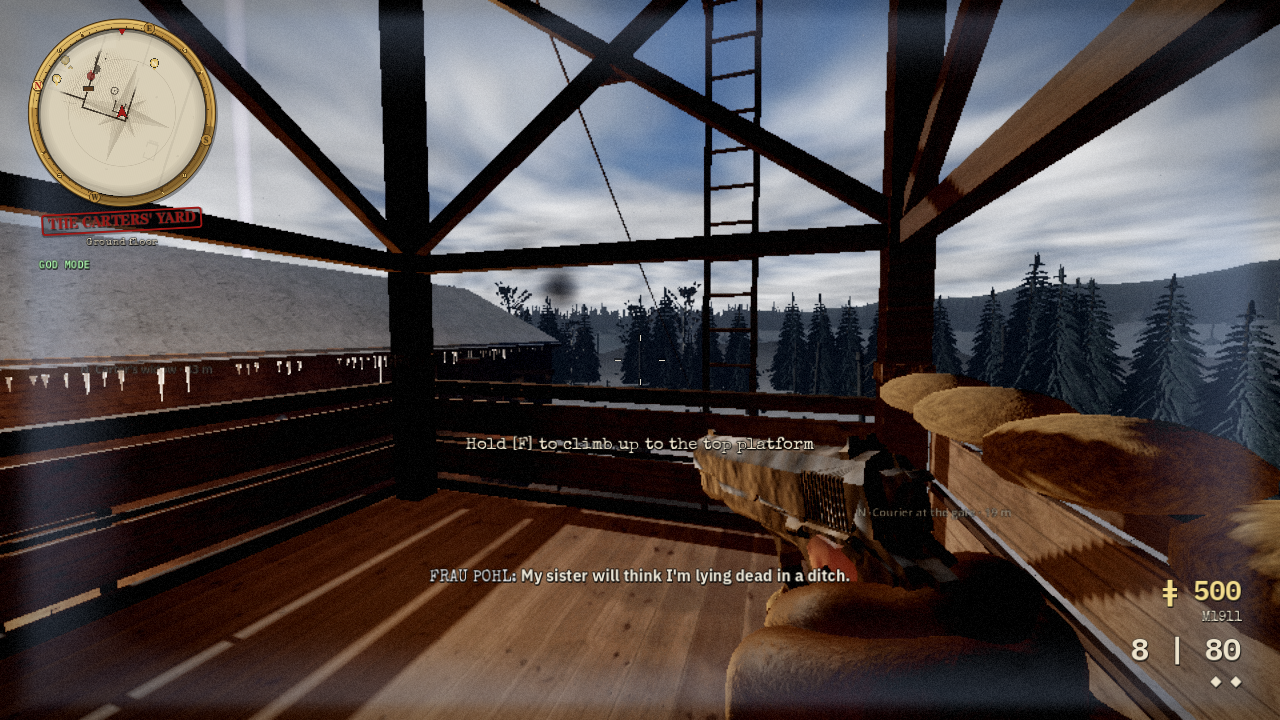 THE CARTERS' YARD
Ground floor
GOD MODE
Hold [F] to climb up to the top platform
FRAU POHL: My sister will think I'm lying dead in a ditch.
500
M1911
8 | 80